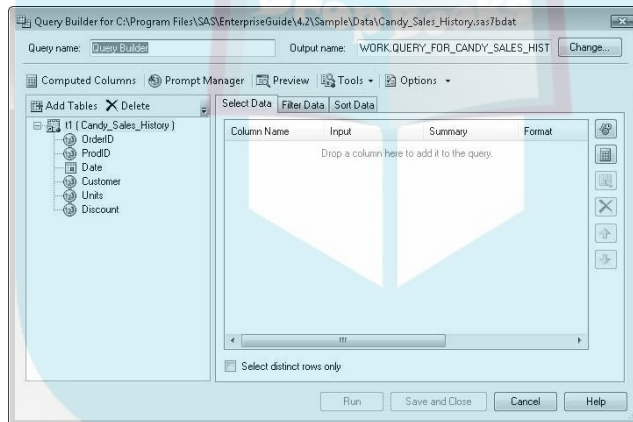 Query Builder for C:\Program Files\SAS\EnterpriseGuide\4.2\Sample\Data\Candy_Sales_History.sas7bdat
Query name: Query Builder Output name: WORK.QUERY_FOR_CANDY_SALES_HIST Change...
Computed Columns Prompt Manager Preview Tools Options
Add Tables Delete
Select Data Filter Data Sort Data
t1 (Candy_Sales_History)
OrderID
ProdID
Date
Customer
Units
Discount
Column Name Input Summary Format
Drop a column here to add it to the query.
Select distinct rows only
Run Save and Close Cancel Help